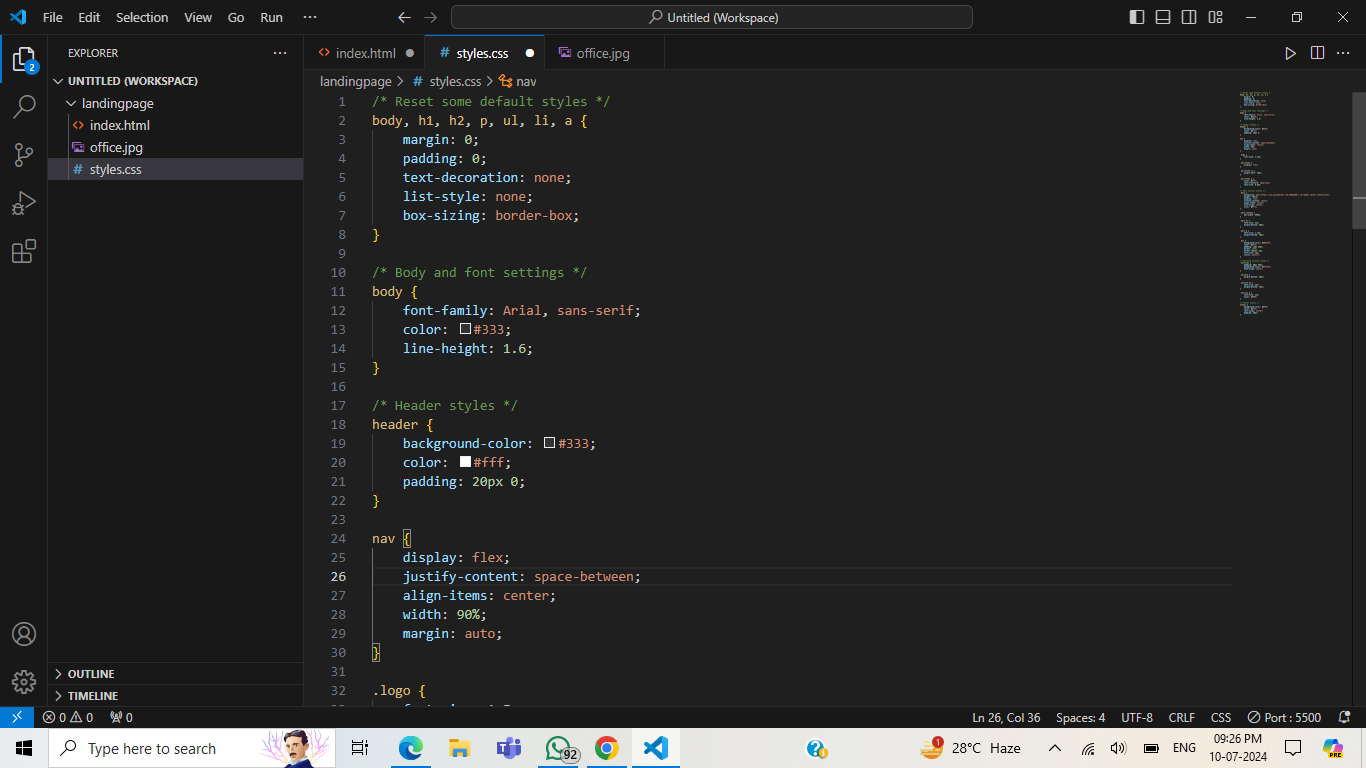 File Edit Selection View Go Run ··· Untitled (Workspace)
EXPLORER ···
index.html
# styles.css
office.jpg
2
UNTITLED (WORKSPACE)
landingpage
index.html
office.jpg
# styles.css
landingpage > # styles.css > nav
1 /* Reset some default styles */
2 body, h1, h2, p, ul, li, a {
3 margin: 0;
4 padding: 0;
5 text-decoration: none;
6 list-style: none;
7 box-sizing: border-box;
8 }
9
10 /* Body and font settings */
11 body {
12 font-family: Arial, sans-serif;
13 color: #333;
14 line-height: 1.6;
15 }
16
17 /* Header styles */
18 header {
19 background-color: #333;
20 color: #fff;
21 padding: 20px 0;
22 }
23
24 nav {
25 display: flex;
26 justify-content: space-between;
27 align-items: center;
28 width: 90%;
29 margin: auto;
30 }
31
32 .logo {
OUTLINE
TIMELINE
0 0 0 Ln 26, Col 36 Spaces: 4 UTF-8 CRLF CSS Port : 5500
Type here to search 92 1 28°C Haze ENG 09:26 PM
10-07-2024
PRE